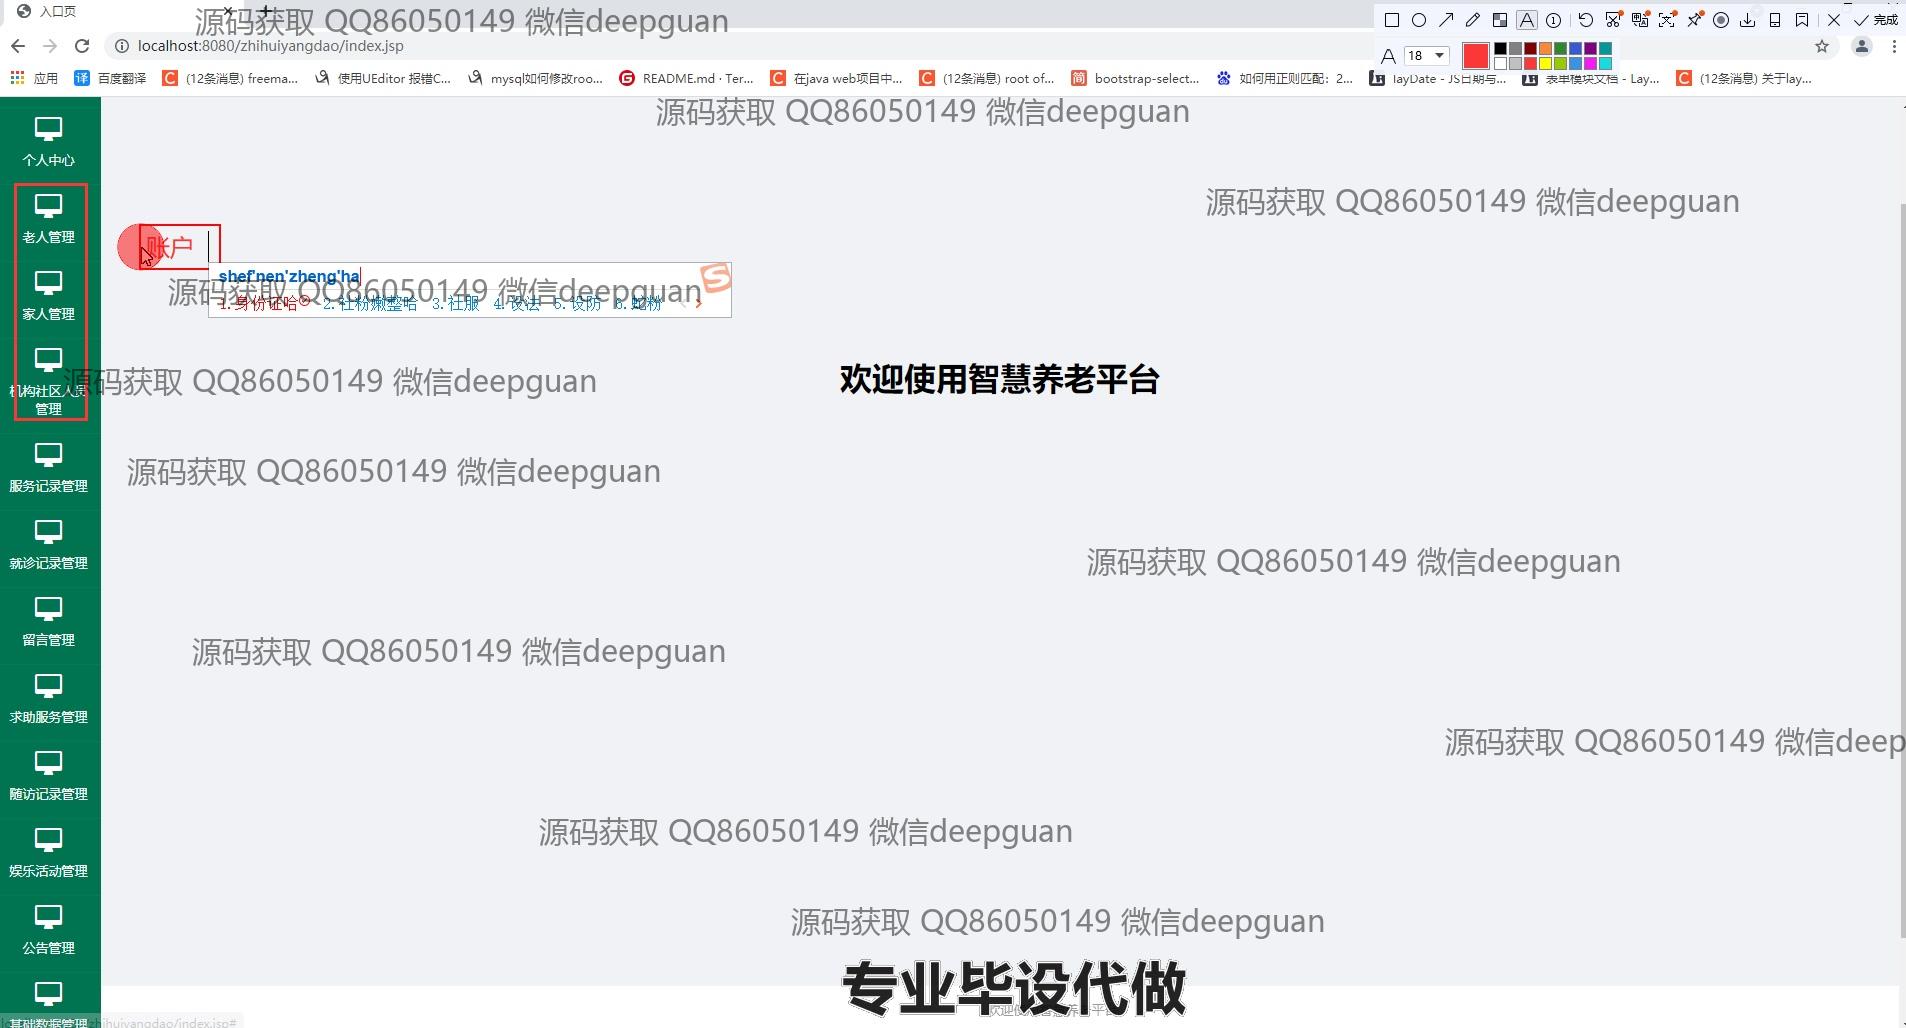 入口页
源码获取 QQ86050149 微信deepguan
完成
localhost:8080/zhihuiyangdao/index.jsp
18
应用
百度翻译
(12条消息) freema...
使用UEditor 报错C...
mysql如何修改roo...
README.md · Ter...
在java web项目中...
(12条消息) root of...
bootstrap-select...
如何用正则匹配：2...
layDate - JS日期与...
表单模块文档 - Lay...
(12条消息) 关于lay...
源码获取 QQ86050149 微信deepguan
个人中心
源码获取 QQ86050149 微信deepguan
老人管理
账户
shef'nen'zheng'ha
源码获取 QQ86050149 微信deepguan
1.身份证哈 2.社粉嫩整哈 3.社服 4.设法 5.设防 6.蛇粉
家人管理
欢迎使用智慧养老平台
源码获取 QQ86050149 微信deepguan
机构社区人员
管理
源码获取 QQ86050149 微信deepguan
服务记录管理
就诊记录管理
源码获取 QQ86050149 微信deepguan
留言管理
源码获取 QQ86050149 微信deepguan
求助服务管理
源码获取 QQ86050149 微信deep
随访记录管理
源码获取 QQ86050149 微信deepguan
娱乐活动管理
源码获取 QQ86050149 微信deepguan
公告管理
专业毕设代做
基础数据管理
zhihuiyangdao/index.jsp#